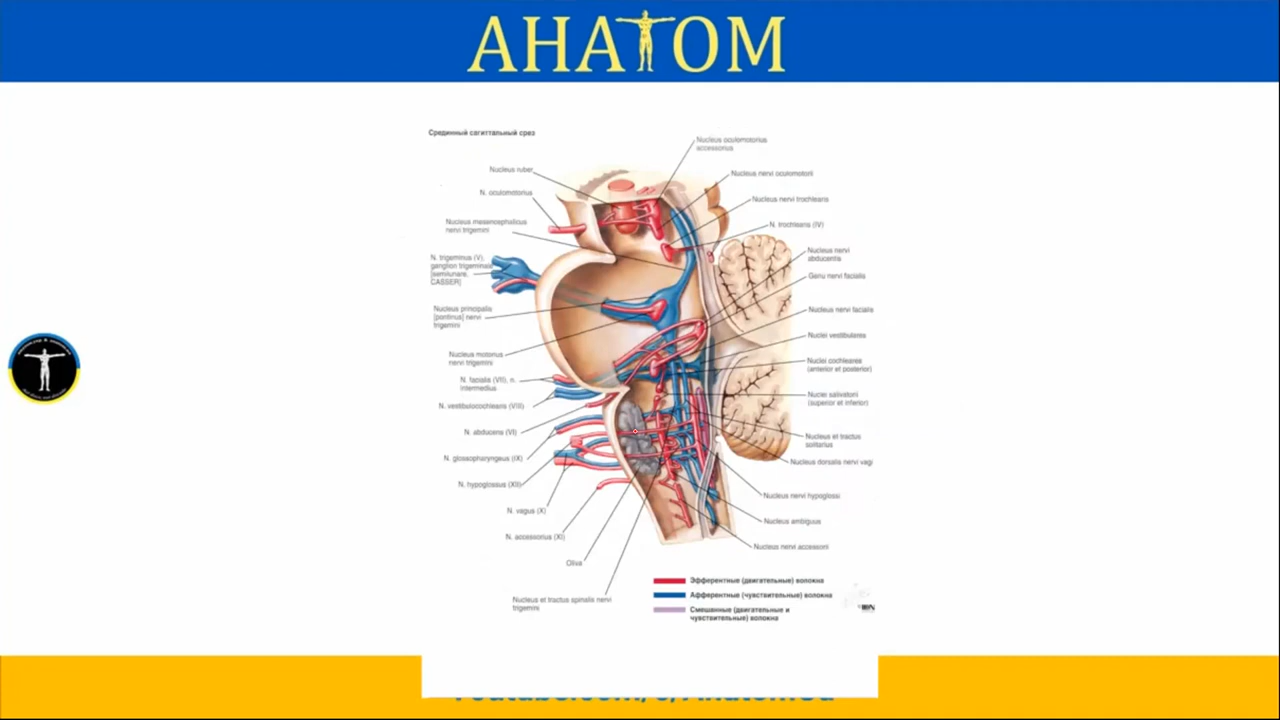 АНАТОМ
Срединный сагиттальный срез
Nucleus oculomotorius
accessorius
Nucleus ruber
Nucleus nervi oculomotorii
N. oculomotorius
Nucleus nervi trochlearis
Nucleus mesencephalicus
nervi trigemini
N. trochlearis (IV)
N. trigeminus (V),
ganglion trigeminale
[semilunare,
CASSER]
Nucleus nervi
abducentis
Genu nervi facialis
Nucleus principalis
[pontinus] nervi
trigemini
Nucleus nervi facialis
Nuclei vestibulares
Nucleus motorius
nervi trigemini
Nuclei cochleares
(anterior et posterior)
N. facialis (VII), n.
intermedius
Nuclei salivatorii
(superior et inferior)
N. vestibulocochlearis (VIII)
N. abducens (VI)
Nucleus et tractus
solitarius
N. glossopharyngeus (IX)
Nucleus dorsalis nervi vagi
N. hypoglossus (XII)
Nucleus nervi hypoglossi
N. vagus (X)
Nucleus ambiguus
N. accessorius (XI)
Nucleus nervi accessorii
Oliva
Эфферентные (двигательные) волокна
Афферентные (чувствительные) волокна
Nucleus et tractus spinalis nervi
trigemini
Смешанные (двигательные и
чувствительные) волокна